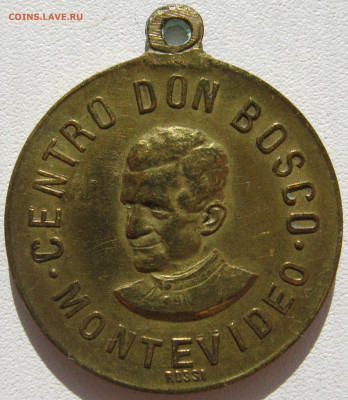 COINS.LAVE.RU
· CENTRO DON BOSCO ·
MONTEVIDEO
ROSSI